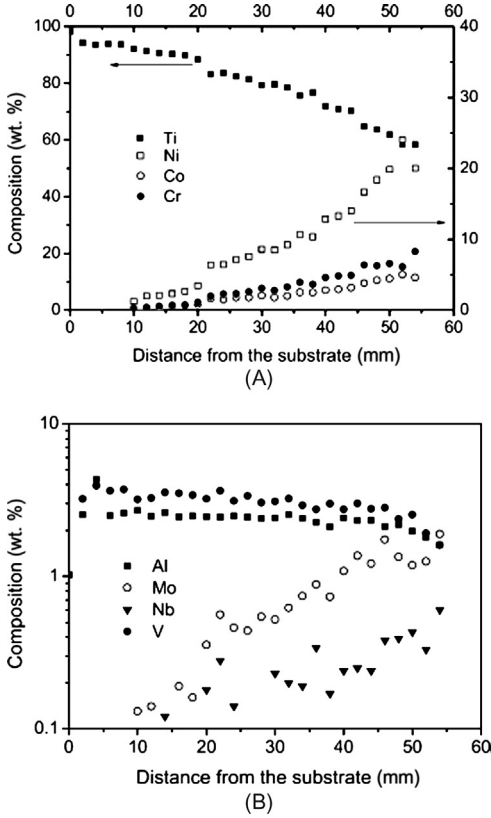 0 10 20 30 40 50 60
100 40
80
30
60
20
40
10
20
0 0
Composition (wt. %)
Ti
Ni
Co
Cr
0 10 20 30 40 50 60
Distance from the substrate (mm)
(A)
10
1
0.1
Composition (wt. %)
Al
Mo
Nb
V
0 10 20 30 40 50 60
Distance from the substrate (mm)
(B)